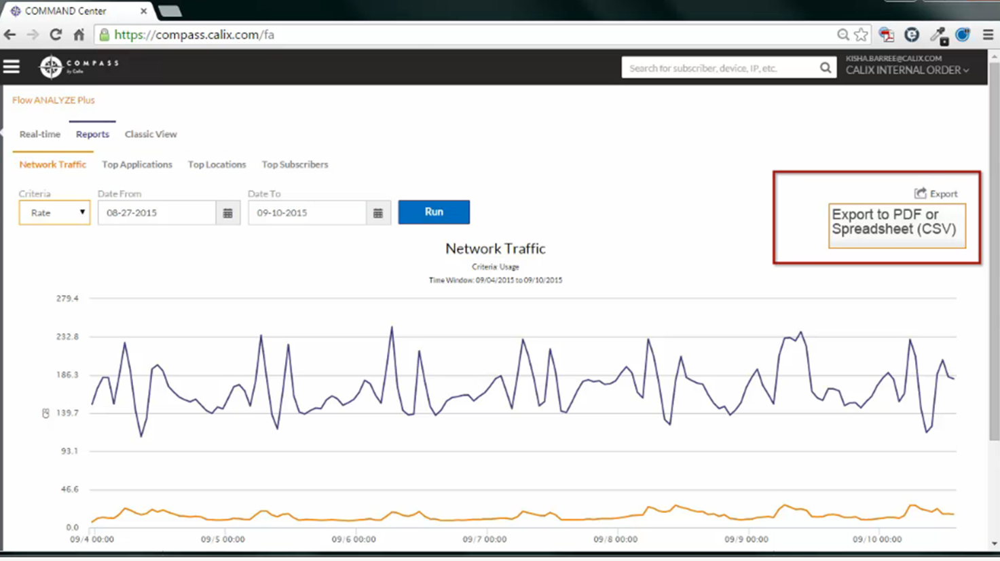 COMMAND Center
https://compass.calix.com/fa
COMPASS
by Calix
Search for subscriber, device, IP, etc.
KISHA.BARREE@CALIX.COM
CALIX INTERNAL ORDER
Flow ANALYZE Plus
Real-time Reports Classic View
Network Traffic Top Applications Top Locations Top Subscribers
Criteria Date From Date To
Export
Rate 08-27-2015 09-10-2015 Run
Export to PDF or
Spreadsheet (CSV)
Network Traffic
Criteria: Usage
Time Window: 09/04/2015 to 09/10/2015
279.4
232.8
186.3
GB
139.7
93.1
46.6
0.0
09/4 00:00 09/5 00:00 09/6 00:00 09/7 00:00 09/8 00:00 09/9 00:00 09/10 00:00